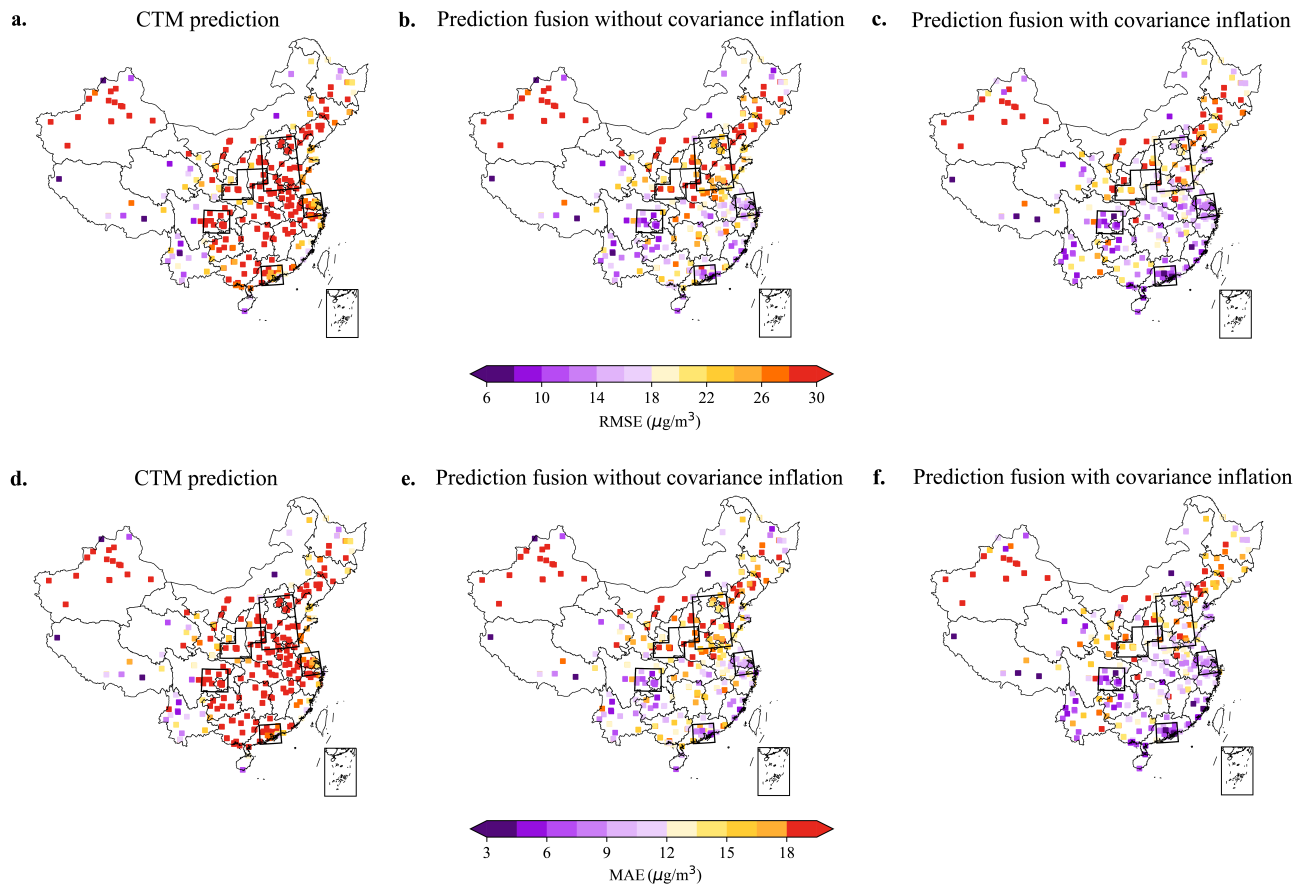 a. CTM prediction
b. Prediction fusion without covariance inflation
c. Prediction fusion with covariance inflation
6 10 14 18 22 26 30
RMSE (μg/m³)
d. CTM prediction
e. Prediction fusion without covariance inflation
f. Prediction fusion with covariance inflation
3 6 9 12 15 18
MAE (μg/m³)